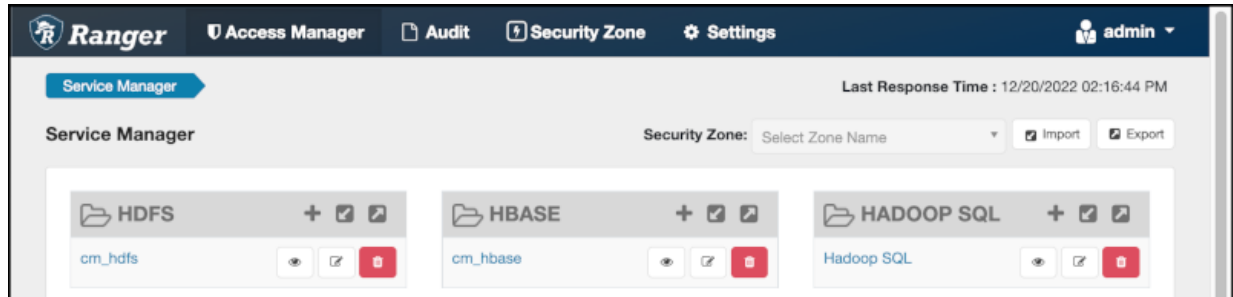 Ranger Access Manager Audit Security Zone Settings admin
Service Manager Last Response Time : 12/20/2022 02:16:44 PM
Service Manager Security Zone: Select Zone Name Import Export
HDFS HBASE HADOOP SQL
cm_hdfs cm_hbase Hadoop SQL